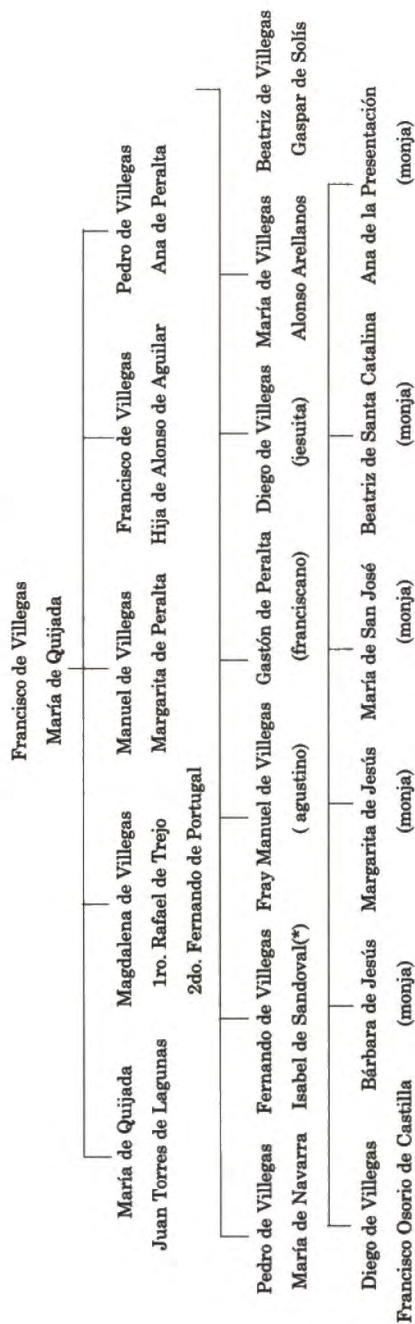 Francisco de Villegas
María de Quijada
María de Quijada Magdalena de Villegas Manuel de Villegas Francisco de Villegas Pedro de Villegas
Juan Torres de Lagunas 1ro. Rafael de Trejo Margarita de Peralta Hija de Alonso de Aguilar Ana de Peralta
2do. Fernando de Portugal
Pedro de Villegas Fernando de Villegas Fray Manuel de Villegas Gastón de Peralta Diego de Villegas María de Villegas Beatriz de Villegas
María de Navarra Isabel de Sandoval(*) ( agustino) (franciscano) (jesuita) Alonso Arellanos Gaspar de Solís
Diego de Villegas Bárbara de Jesús Margarita de Jesús María de San José Beatriz de Santa Catalina Ana de la Presentación
Francisco Osorio de Castilla (monja) (monja) (monja) (monja) (monja)